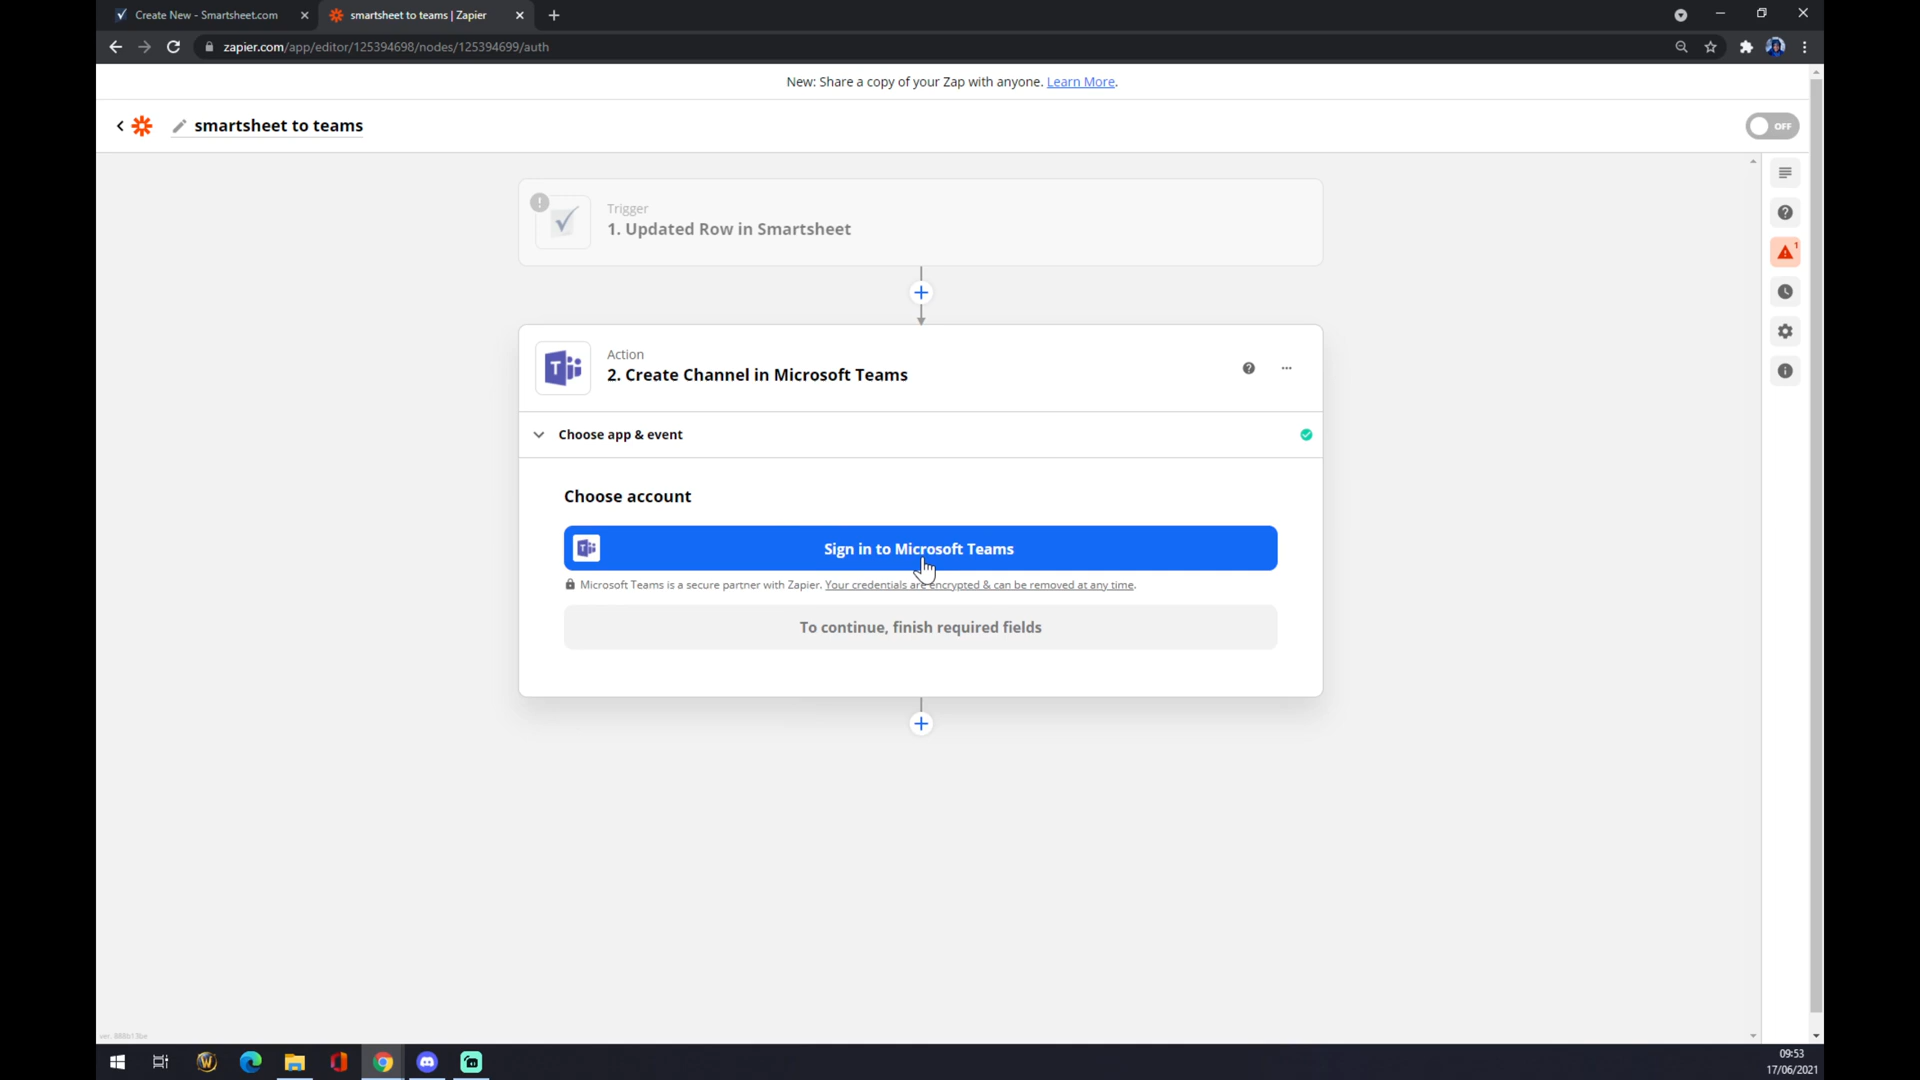 Create New - Smartsheet.com
smartsheet to teams | Zapier
zapier.com/app/editor/125394698/nodes/125394699/auth
New: Share a copy of your Zap with anyone. Learn More.
smartsheet to teams
OFF
Trigger
1. Updated Row in Smartsheet
1
Action
2. Create Channel in Microsoft Teams
Choose app & event
Choose account
Sign in to Microsoft Teams
Microsoft Teams is a secure partner with Zapier. Your credentials are encrypted & can be removed at any time.
To continue, finish required fields
09:53
17/06/2021